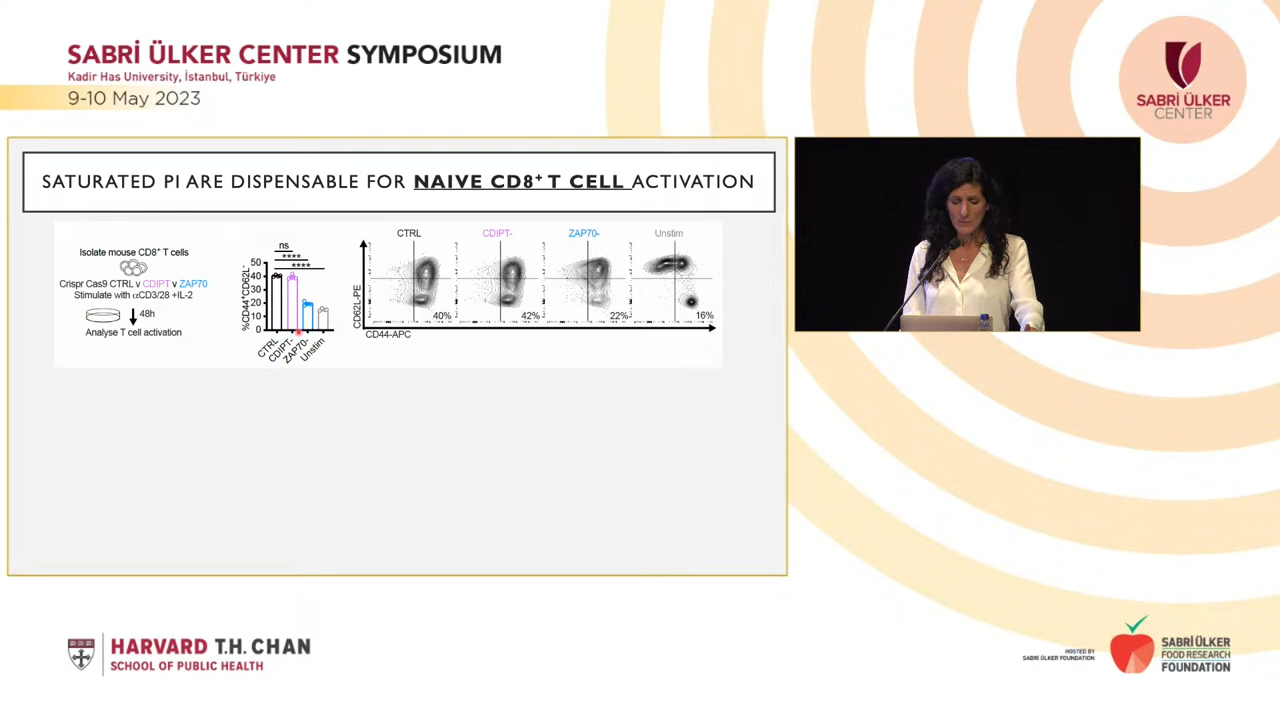 SABRİ ÜLKER CENTER SYMPOSIUM
Kadir Has University, İstanbul, Türkiye
9-10 May 2023
SABRİ ÜLKER
CENTER
SATURATED PI ARE DISPENSABLE FOR NAIVE CD8⁺ T CELL ACTIVATION
Isolate mouse CD8⁺ T cells
Crispr Cas9 CTRL v CDIPT v ZAP70
Stimulate with αCD3/28 +IL-2
48h
Analyse T cell activation
ns
****
****
%CD44⁺CD62L⁻
50
40
30
20
10
0
CTRL
CDIPT-
ZAP70-
Unstim
CTRL
CDIPT-
ZAP70-
Unstim
CD62L-PE
40%
42%
22%
16%
CD44-APC
HARVARD T.H. CHAN
SCHOOL OF PUBLIC HEALTH
HOSTED BY
SABRİ ÜLKER FOUNDATION
SABRİ ÜLKER
FOOD RESEARCH
FOUNDATION